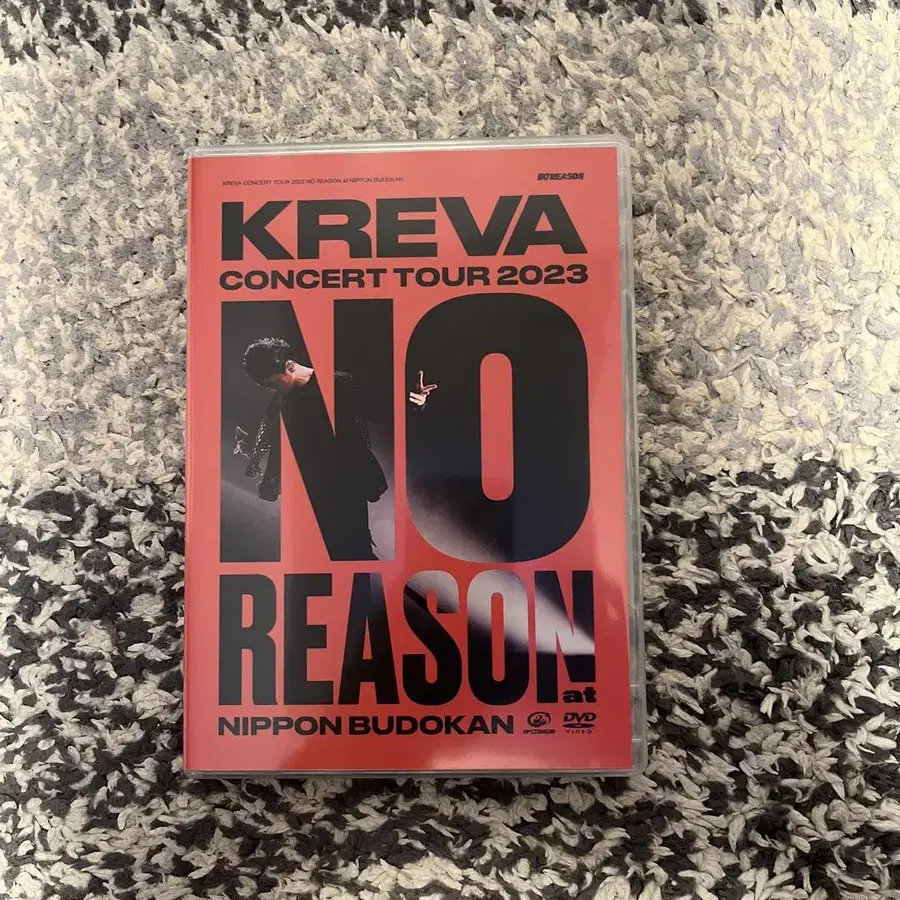 KREVA CONCERT TOUR 2023 NO REASON at NIPPON BUDOKAN
NO REASON
KREVA
CONCERT TOUR 2023
NO
REASON
at
NIPPON BUDOKAN
DVD
VIDEO